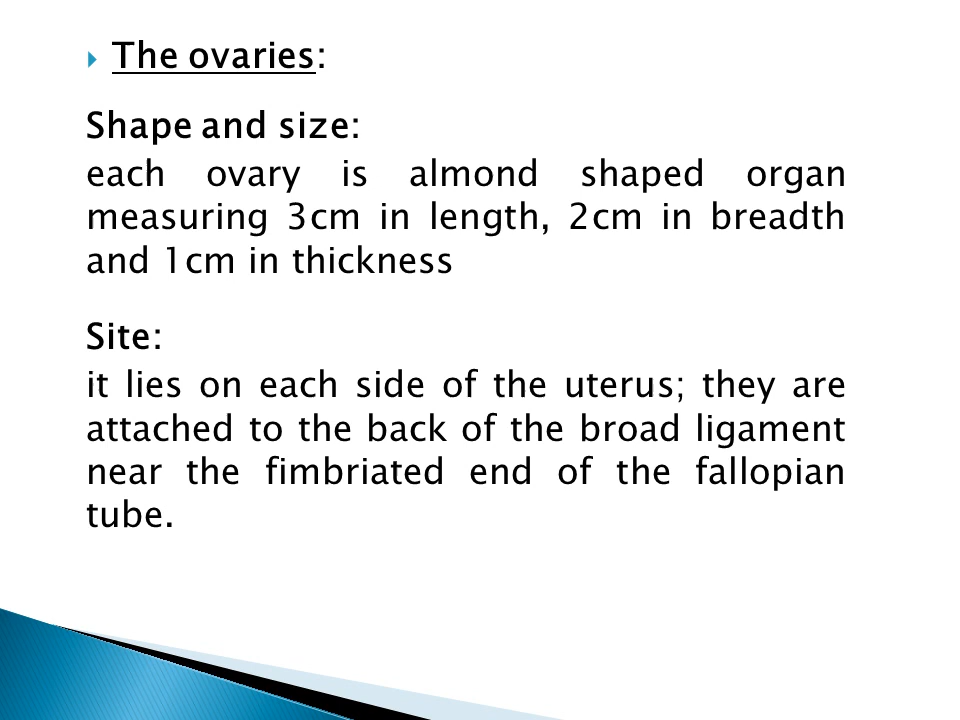 The ovaries:
Shape and size:
each ovary is almond shaped organ
measuring 3cm in length, 2cm in breadth
and 1cm in thickness
Site:
it lies on each side of the uterus; they are
attached to the back of the broad ligament
near the fimbriated end of the fallopian
tube.